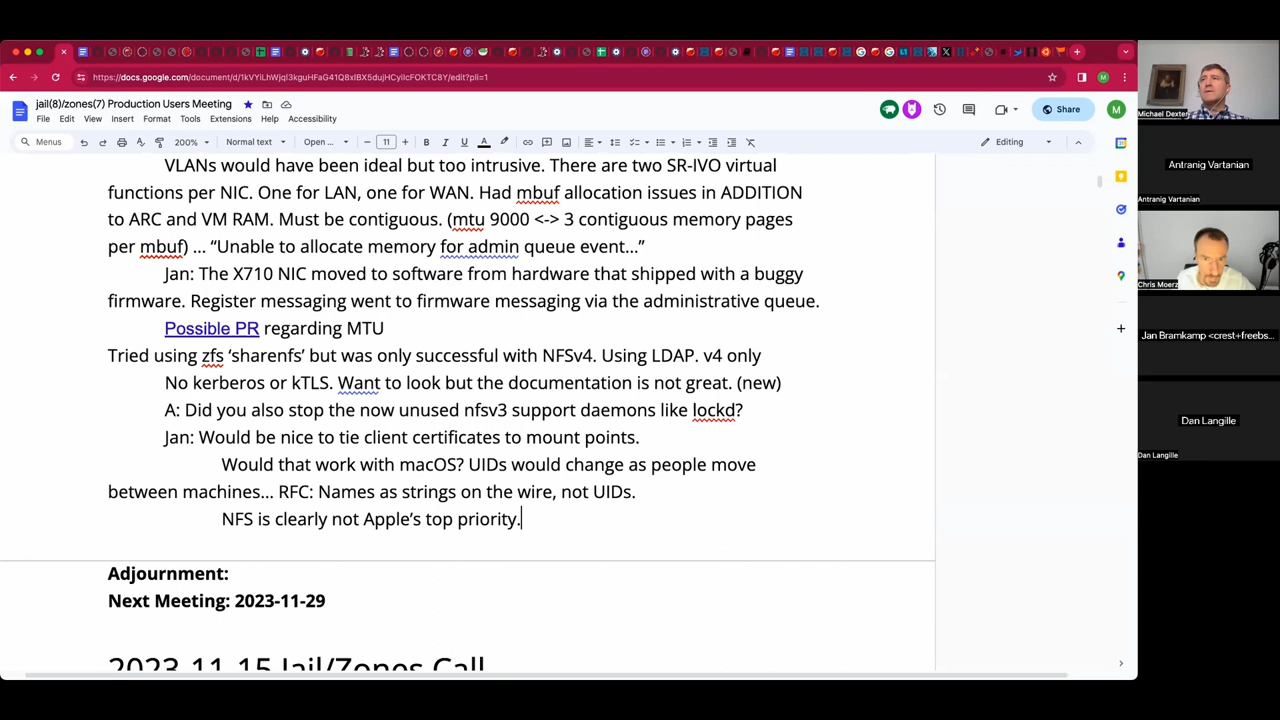 https://docs.google.com/document/d/1kVYiLhWjqI3kguHFaG41Q8xIBX5dujHCyiIcFOKTC8Y/edit?pli=1
jail(8)/zones(7) Production Users Meeting
File Edit View Insert Format Tools Extensions Help Accessibility
Share
M
Menus 200% Normal text Open ... 11 Editing
VLANs would have been ideal but too intrusive. There are two SR-IVO virtual
functions per NIC. One for LAN, one for WAN. Had mbuf allocation issues in ADDITION
to ARC and VM RAM. Must be contiguous. (mtu 9000 <-> 3 contiguous memory pages
per mbuf) … “Unable to allocate memory for admin queue event…”
Jan: The X710 NIC moved to software from hardware that shipped with a buggy
firmware. Register messaging went to firmware messaging via the administrative queue.
Possible PR regarding MTU
Tried using zfs ‘sharenfs’ but was only successful with NFSv4. Using LDAP. v4 only
No kerberos or kTLS. Want to look but the documentation is not great. (new)
A: Did you also stop the now unused nfsv3 support daemons like lockd?
Jan: Would be nice to tie client certificates to mount points.
Would that work with macOS? UIDs would change as people move
between machines… RFC: Names as strings on the wire, not UIDs.
NFS is clearly not Apple’s top priority.
Adjournment:
Next Meeting: 2023-11-29
2023-11-15 Jail/Zones Call
Michael Dexter
Antranig Vartanian
Antranig Vartanian
Chris Moerz
Jan Bramkamp <crest+freebs...
Dan Langille
Dan Langille